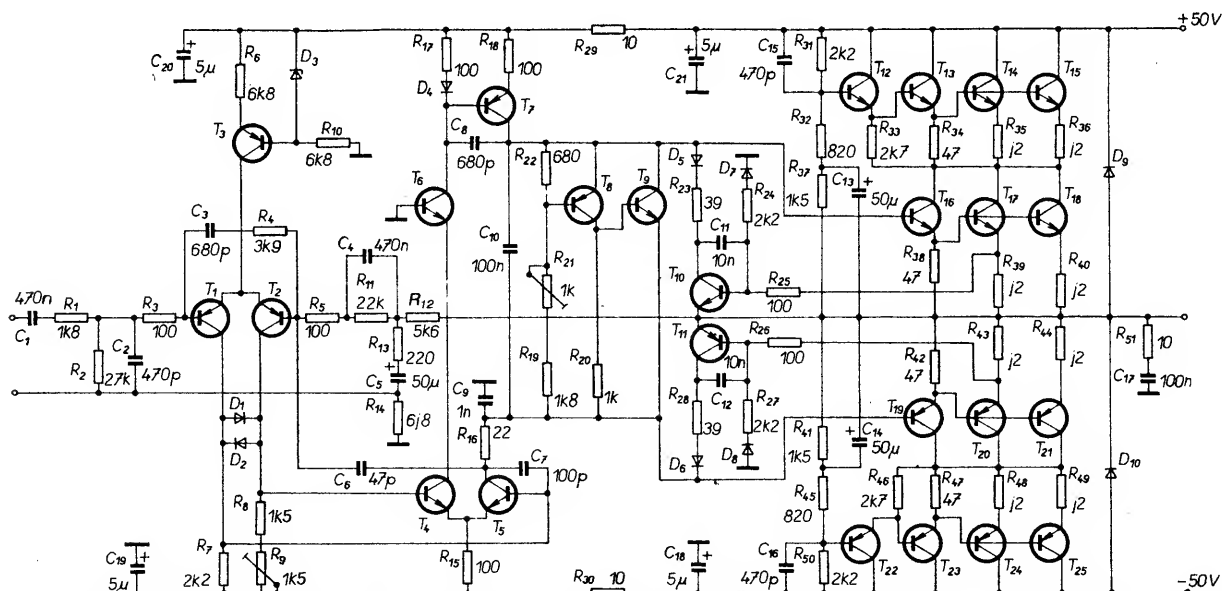 +50V
R17
R18
R29
10
5µ
C15
R31
2k2
C20
5µ
R6
D3
100
100
C21
470p
6k8
D4
T7
T12
T13
T14
T15
T3
R10
6k8
C8
680p
R22
680
R32
820
R33
2k7
R34
47
R35
j2
R36
j2
D9
D5
D7
R37
1k5
C13
50µ
T6
T8
T9
R23
39
R24
2k2
T16
T17
T18
C3
680p
R4
3k9
C4
470n
C10
100n
C11
10n
R38
47
R39
j2
R40
j2
R11
22k
R21
1k
T10
R25
100
470n
C1
R1
1k8
R3
100
T1
T2
R5
100
R12
5k6
T11
R26
100
R43
j2
R44
j2
R51
10
R2
27k
C2
470p
R13
220
C5
50µ
R19
1k8
R20
1k
10n
C12
R42
47
C17
100n
D1
D2
R14
6j8
C9
1n
R16
22
R28
39
R27
2k2
T19
T20
T21
D6
D8
R41
1k5
C14
50µ
D10
C6
47p
C7
100p
R45
820
R46
2k7
R47
47
R48
j2
R49
j2
R8
1k5
T4
T5
R7
2k2
R9
1k5
C19
5µ
R15
100
R30
10
C18
5µ
C16
470p
R50
2k2
T22
T23
T24
T25
-50V